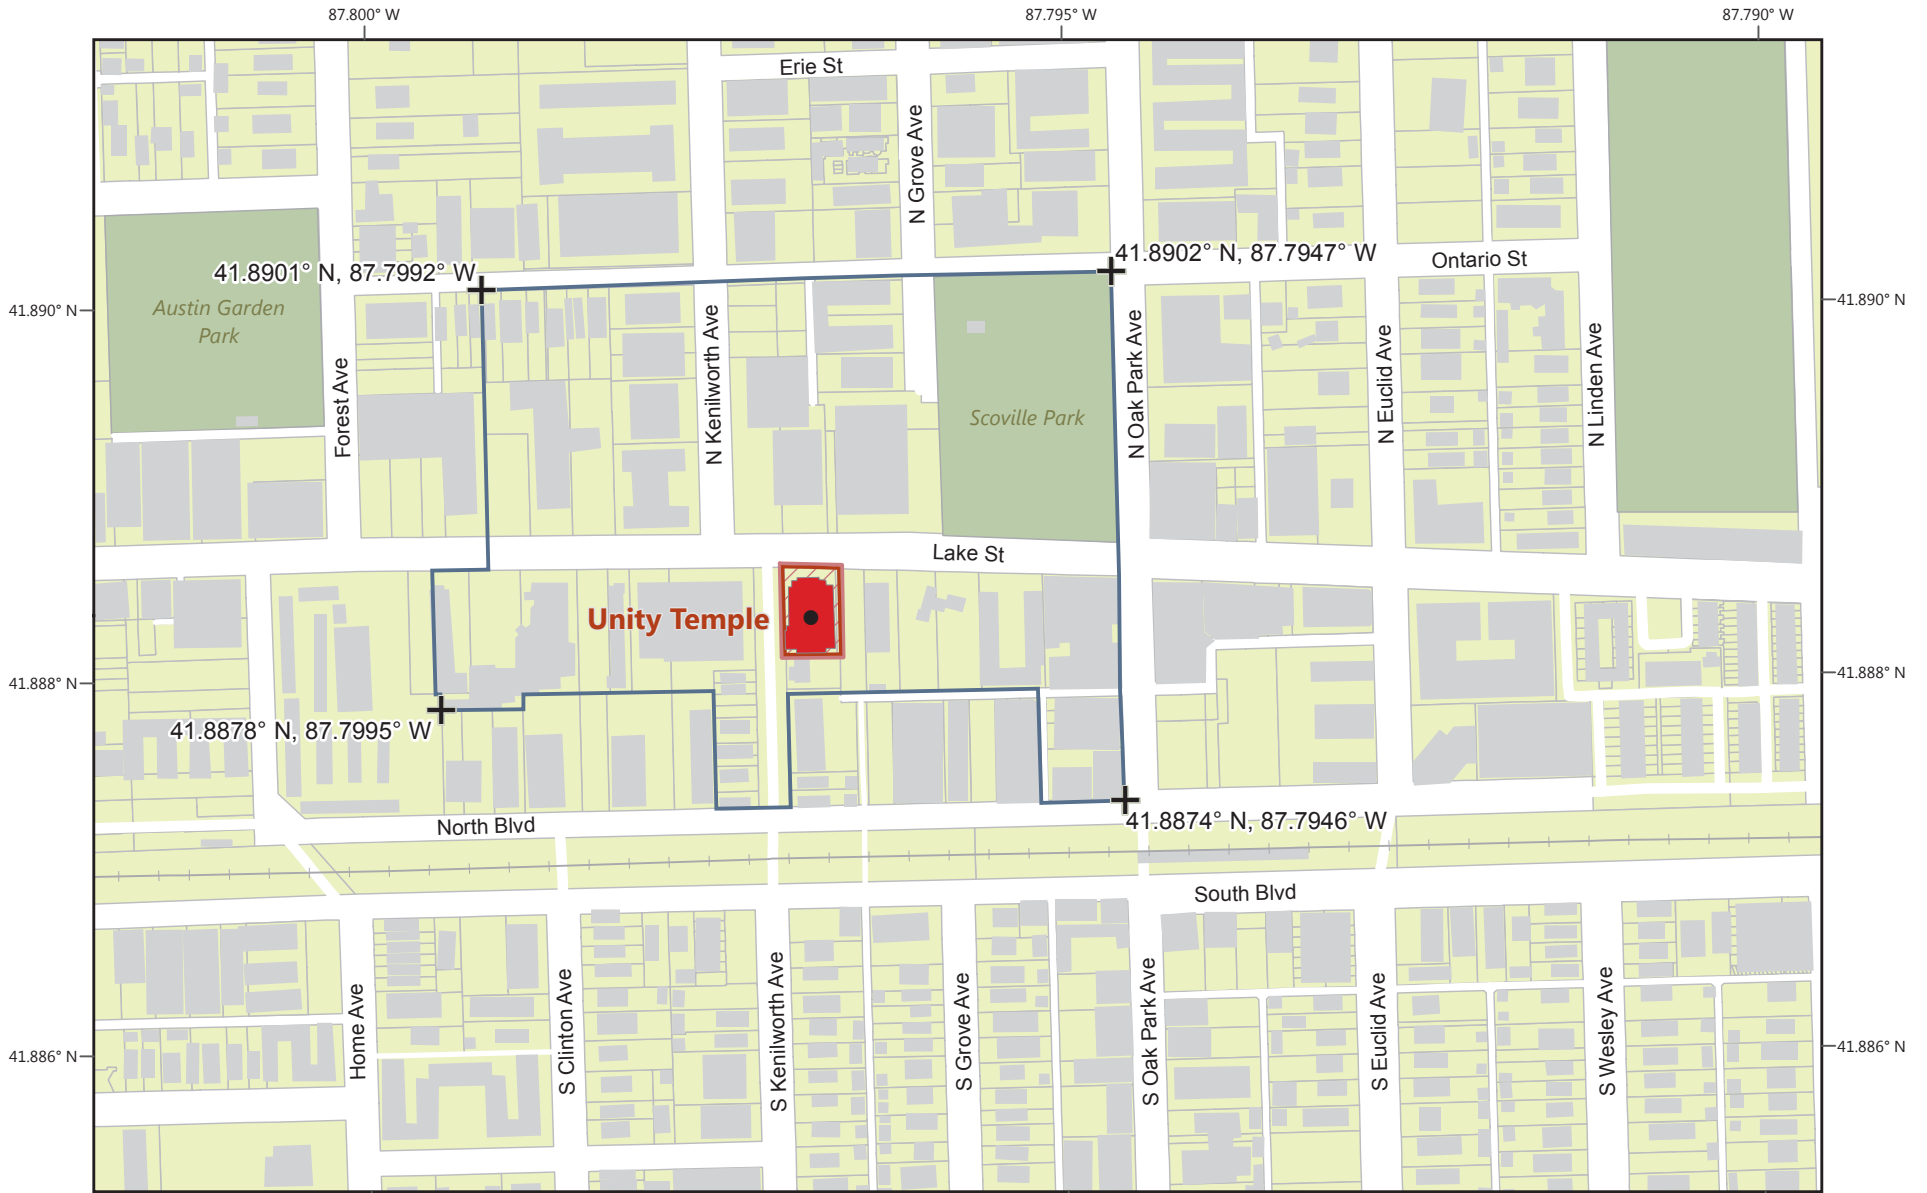 87.800° W
87.795° W
87.790° W
Erie St
N Grove Ave
41.8901° N, 87.7992° W
41.8902° N, 87.7947° W
Ontario St
Austin Garden
Park
41.890° N
41.890° N
Forest Ave
N Kenilworth Ave
N Oak Park Ave
N Euclid Ave
N Linden Ave
Scoville Park
Lake St
Unity Temple
41.888° N
41.888° N
41.8878° N, 87.7995° W
North Blvd
41.8874° N, 87.7946° W
South Blvd
Home Ave
S Clinton Ave
S Kenilworth Ave
S Grove Ave
S Oak Park Ave
S Euclid Ave
S Wesley Ave
41.886° N
41.886° N